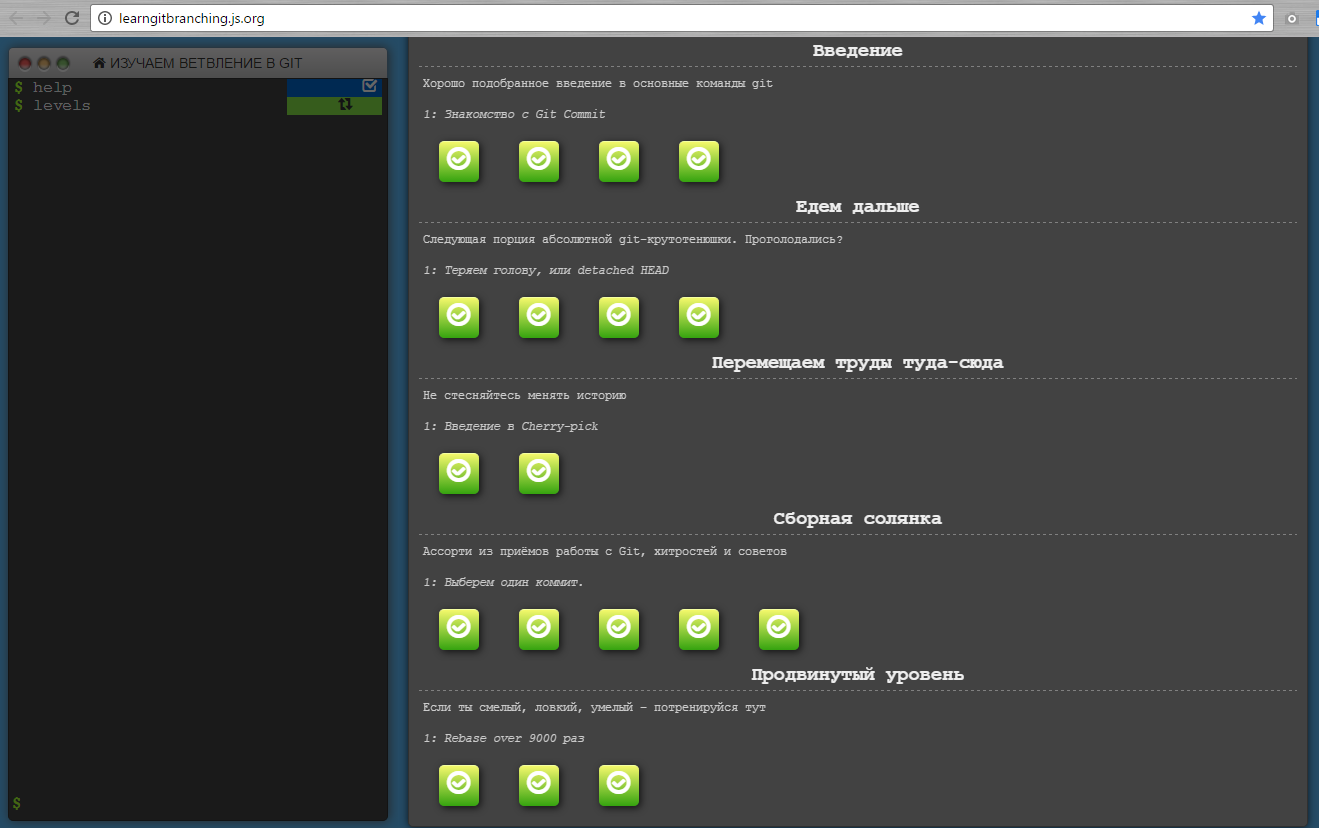 learngitbranching.js.org
ИЗУЧАЕМ ВЕТВЛЕНИЕ В GIT
$ help
$ levels
$
Введение
Хорошо подобранное введение в основные команды git
1: Знакомство с Git Commit
Едем дальше
Следующая порция абсолютной git-крутотенюшки. Проголодались?
1: Теряем голову, или detached HEAD
Перемещаем труды туда-сюда
Не стесняйтесь менять историю
1: Введение в Cherry-pick
Сборная солянка
Ассорти из приёмов работы с Git, хитростей и советов
1: Выберем один коммит.
Продвинутый уровень
Если ты смелый, ловкий, умелый - потренируйся тут
1: Rebase over 9000 раз